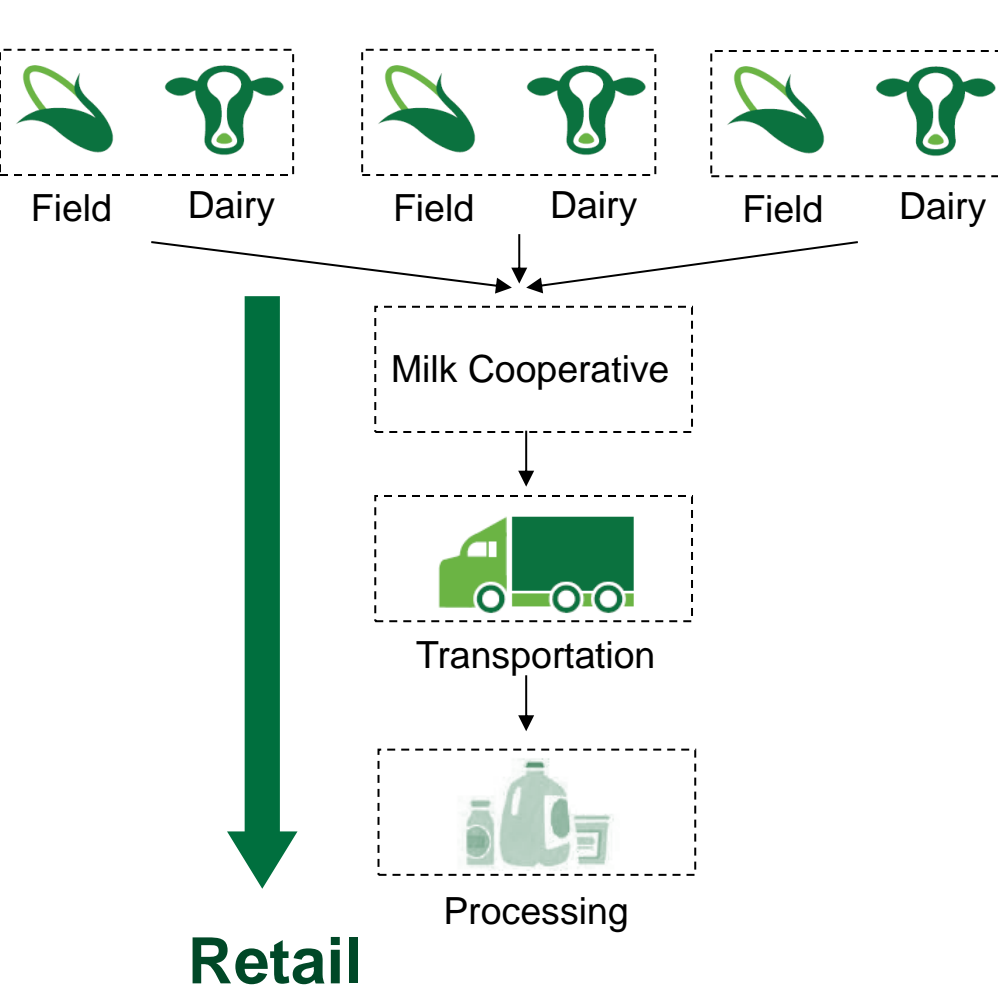 Field Dairy Field Dairy Field Dairy
Milk Cooperative
Transportation
Processing
Retail